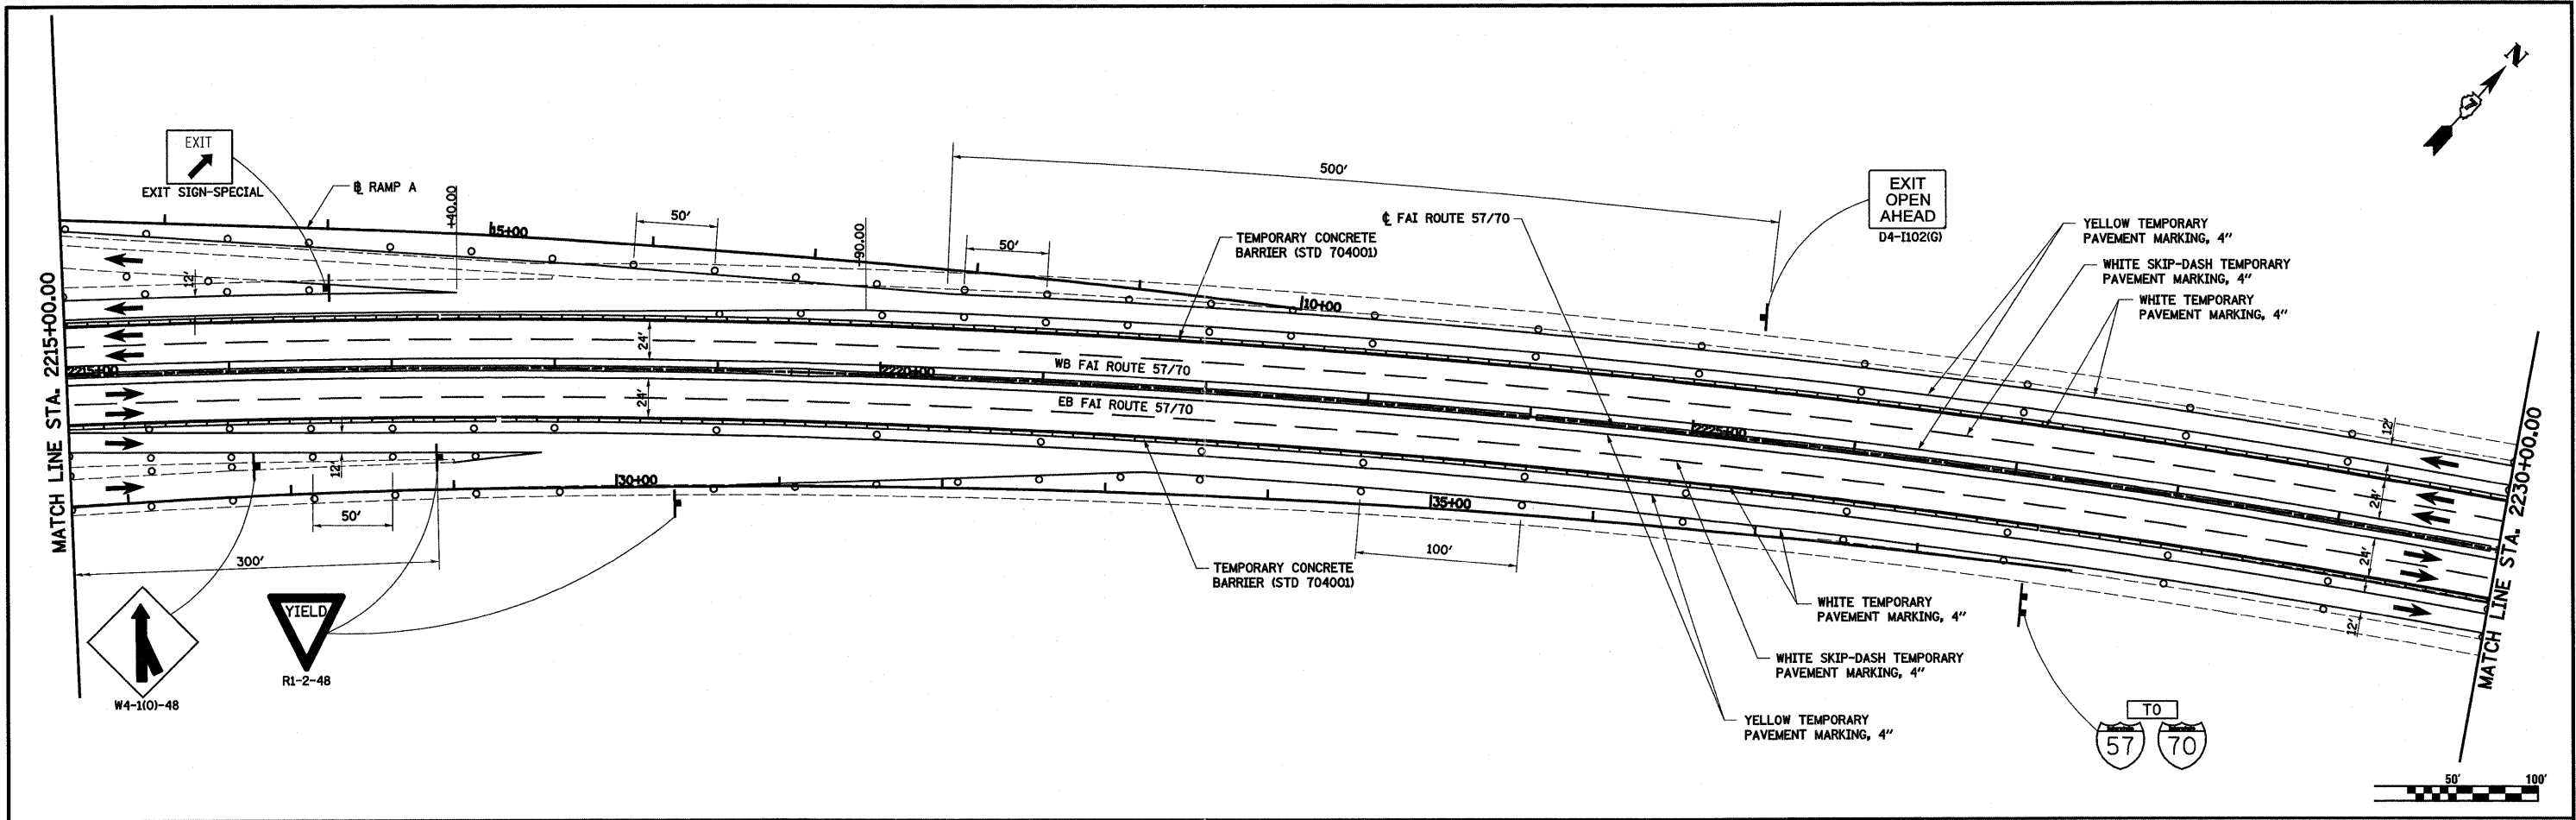 N
7
EXIT
EXIT SIGN-SPECIAL
℄ RAMP A
+40.00
15+00
50'
+90.00
50'
500'
TEMPORARY CONCRETE
BARRIER (STD 704001)
℄ FAI ROUTE 57/70
10+00
EXIT
OPEN
AHEAD
D4-I102(G)
YELLOW TEMPORARY
PAVEMENT MARKING, 4"
WHITE SKIP-DASH TEMPORARY
PAVEMENT MARKING, 4"
WHITE TEMPORARY
PAVEMENT MARKING, 4"
MATCH LINE STA. 2215+00.00
12'
24'
2215+00
24'
12'
2220+00
WB FAI ROUTE 57/70
EB FAI ROUTE 57/70
2225+00
12'
24'
24'
12'
MATCH LINE STA. 2230+00.00
30+00
50'
300'
35+00
100'
TEMPORARY CONCRETE
BARRIER (STD 704001)
WHITE TEMPORARY
PAVEMENT MARKING, 4"
WHITE SKIP-DASH TEMPORARY
PAVEMENT MARKING, 4"
YELLOW TEMPORARY
PAVEMENT MARKING, 4"
W4-1(O)-48
YIELD
R1-2-48
TO
57
70
50'
100'